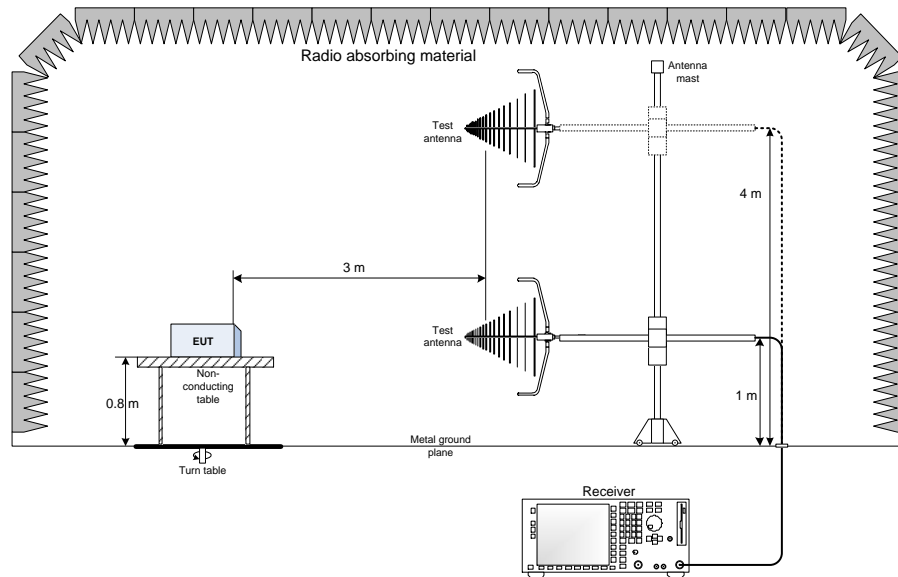 Radio absorbing material
Antenna
mast
Test
antenna
4 m
3 m
EUT
Test
antenna
Non-
conducting
table
0.8 m
1 m
Metal ground
plane
Turn table
Receiver